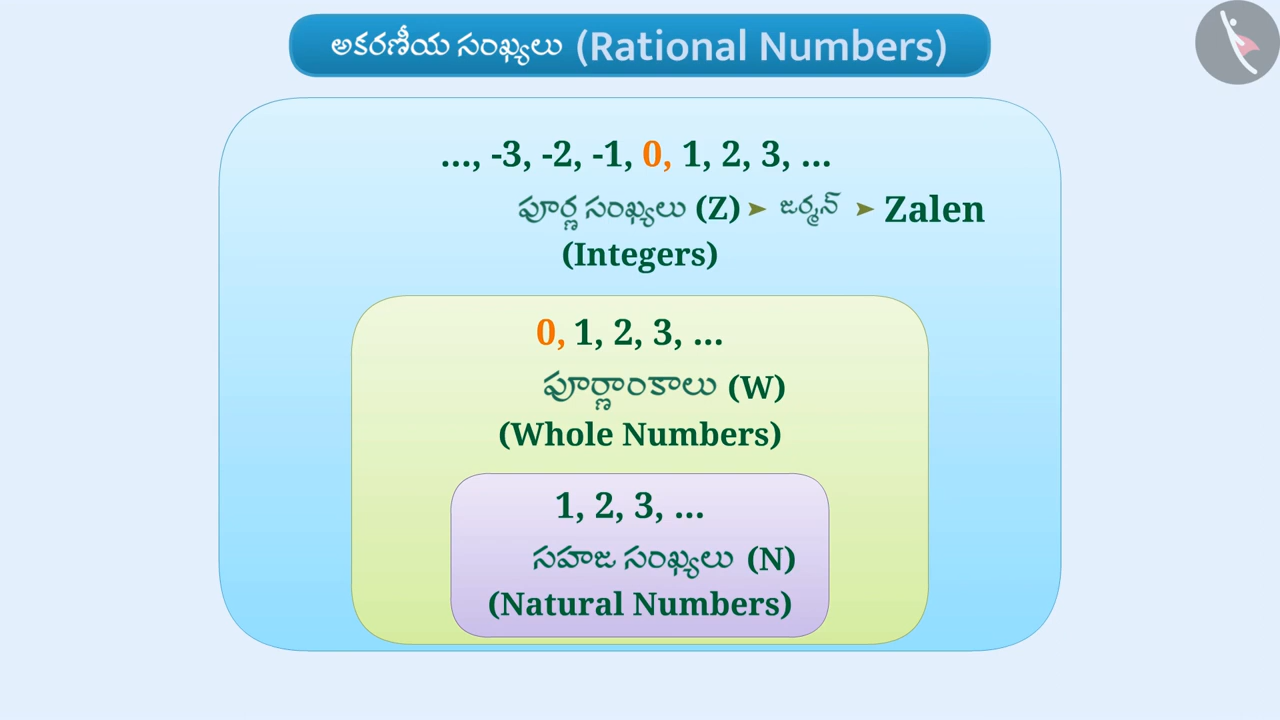 అకరణీయ సంఖ్యలు (Rational Numbers)
..., -3, -2, -1, 0, 1, 2, 3, ...
పూర్ణ సంఖ్యలు (Z) ➤ జర్మన్ ➤ Zalen
(Integers)
0, 1, 2, 3, ...
పూర్ణాంకాలు (W)
(Whole Numbers)
1, 2, 3, ...
సహజ సంఖ్యలు (N)
(Natural Numbers)